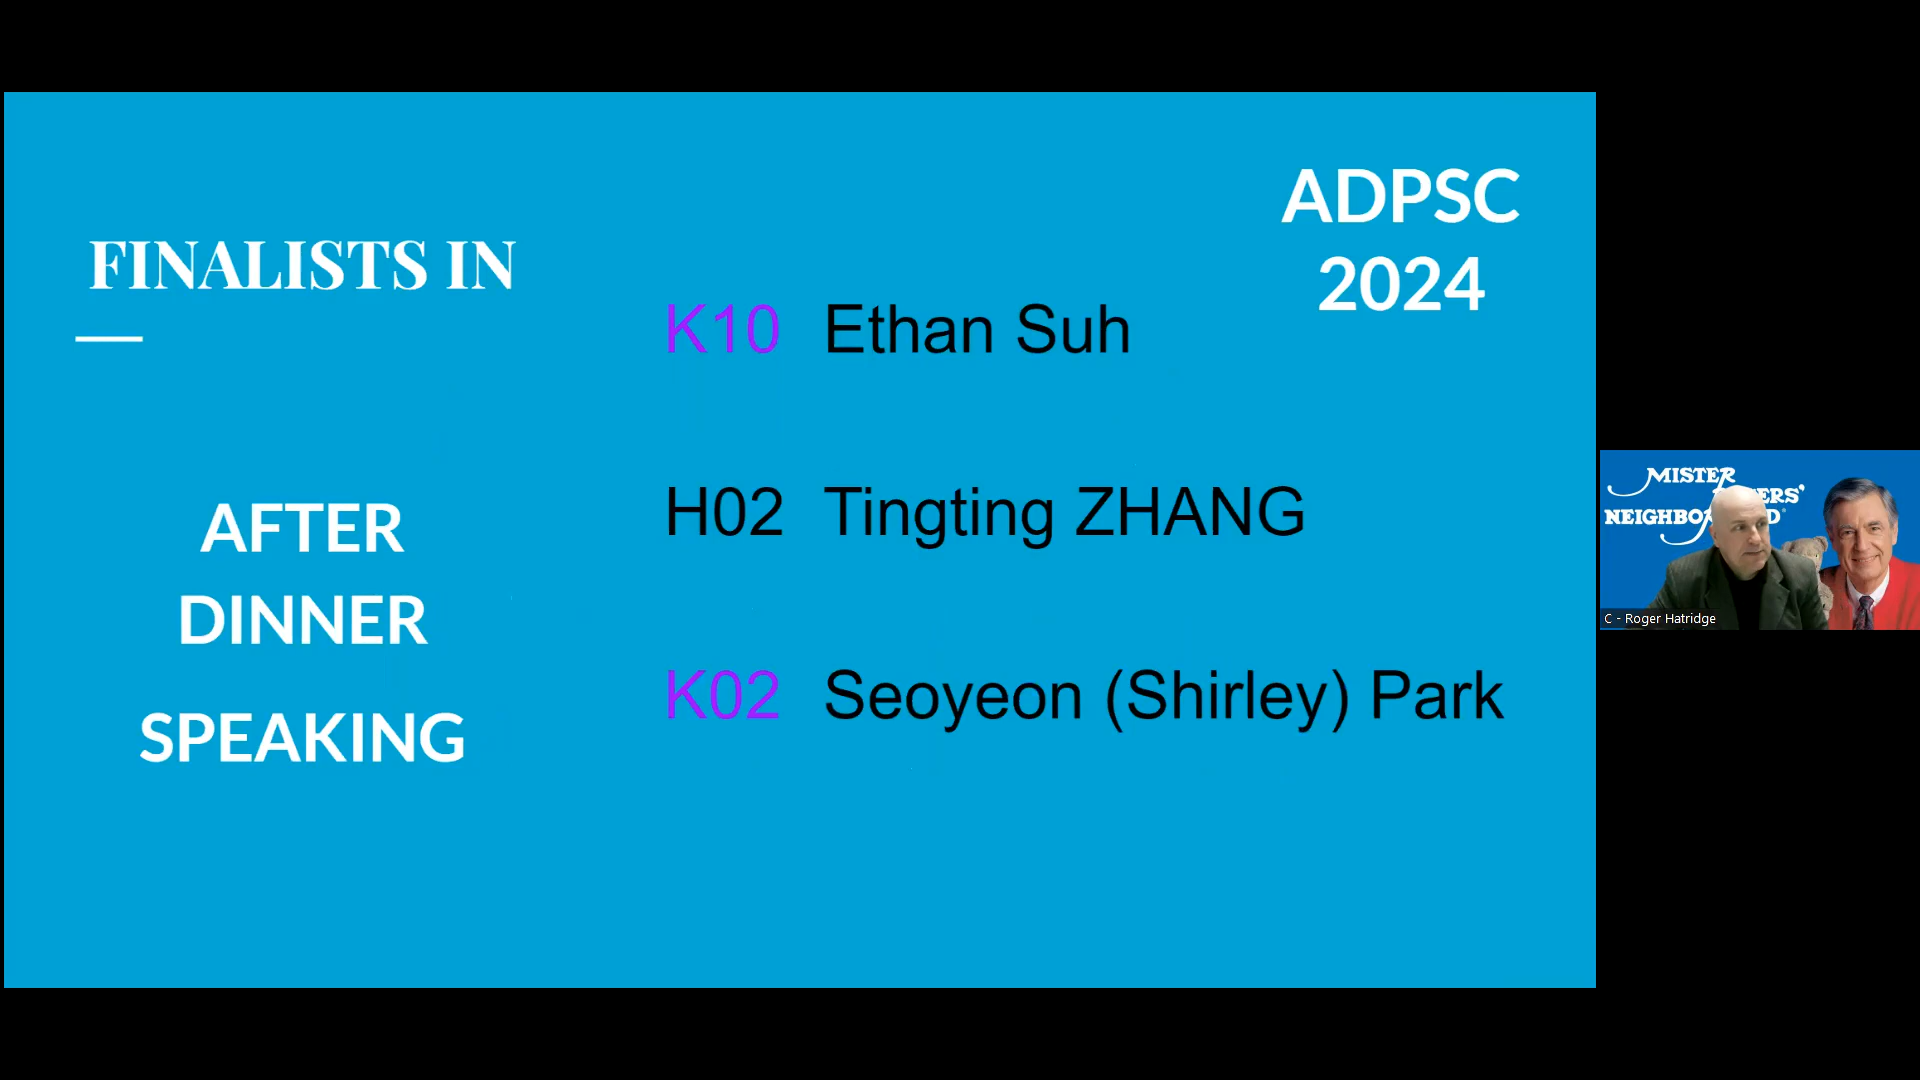 FINALISTS IN
AFTER
DINNER
SPEAKING
ADPSC
2024
K10 Ethan Suh
H02 Tingting ZHANG
K02 Seoyeon (Shirley) Park
MISTER
NEIGHBO
C - Roger Hatridge